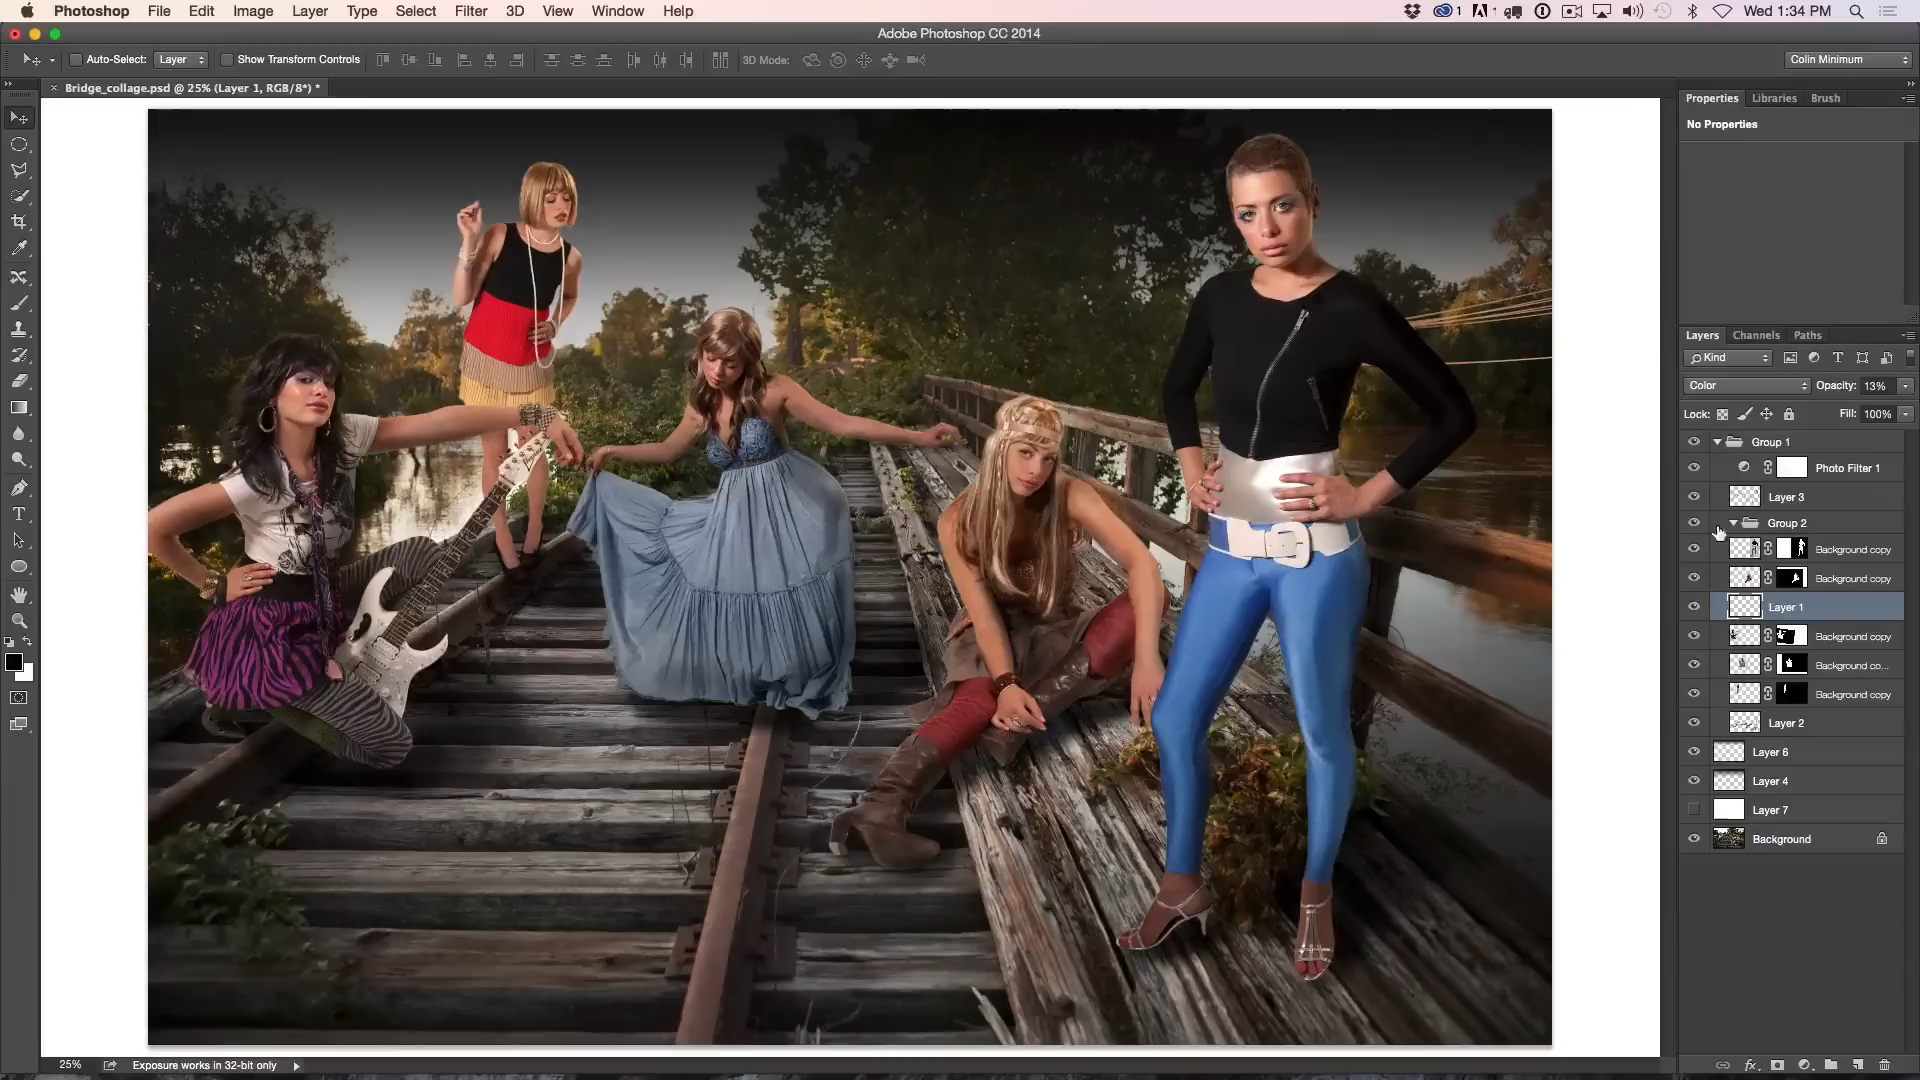 Photoshop File Edit Image Layer Type Select Filter 3D View Window Help 1 1 Wed 1:34 PM
Adobe Photoshop CC 2014
Auto-Select: Layer Show Transform Controls 3D Mode: Colin Minimum
× Bridge_collage.psd @ 25% (Layer 1, RGB/8*) *
Properties Libraries Brush
No Properties
Layers Channels Paths
Kind
Color Opacity: 13%
Lock: Fill: 100%
Group 1
Photo Filter 1
Layer 3
Group 2
Background copy
Background copy
Layer 1
Background copy
Background co...
Background copy
Layer 2
Layer 6
Layer 4
Layer 7
Background
25% Exposure works in 32-bit only